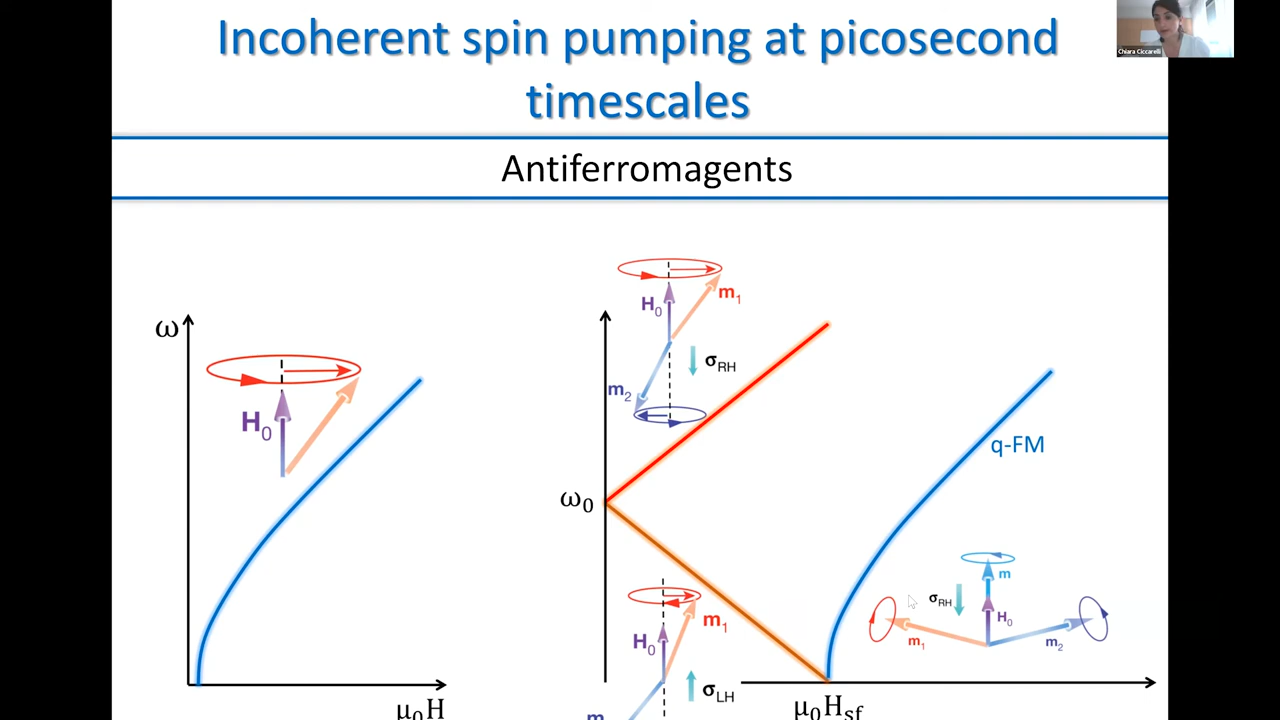 Incoherent spin pumping at picosecond
timescales
Chiara Ciccarelli
Antiferromagents
ω
H0
μ0H
H0
m1
σRH
m2
ω0
H0
m1
σLH
m
μ0Hsf
q-FM
m
σRH
H0
m1
m2